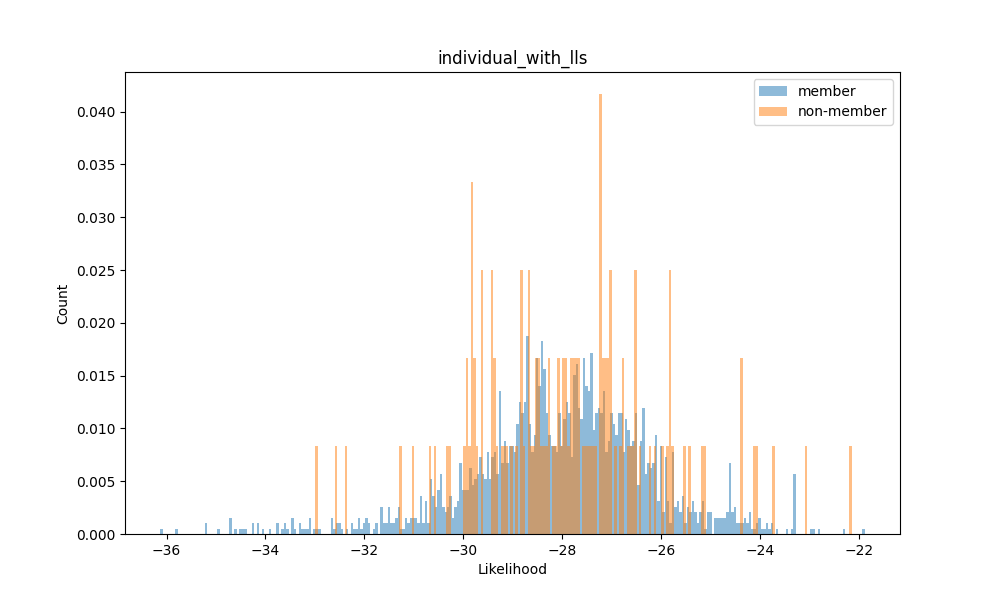 individual_with_lls
member
non-member
Count
0.040
0.035
0.030
0.025
0.020
0.015
0.010
0.005
0.000
−36 −34 −32 −30 −28 −26 −24 −22
Likelihood